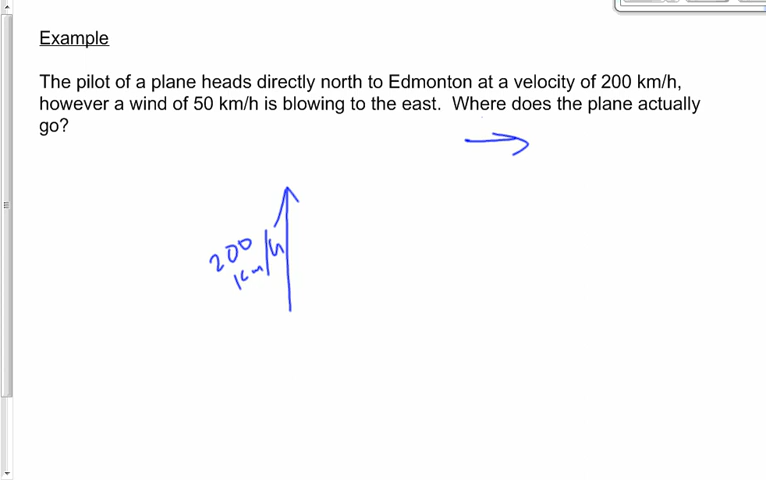 Example
The pilot of a plane heads directly north to Edmonton at a velocity of 200 km/h,
however a wind of 50 km/h is blowing to the east.  Where does the plane actually
go?
200
km/h